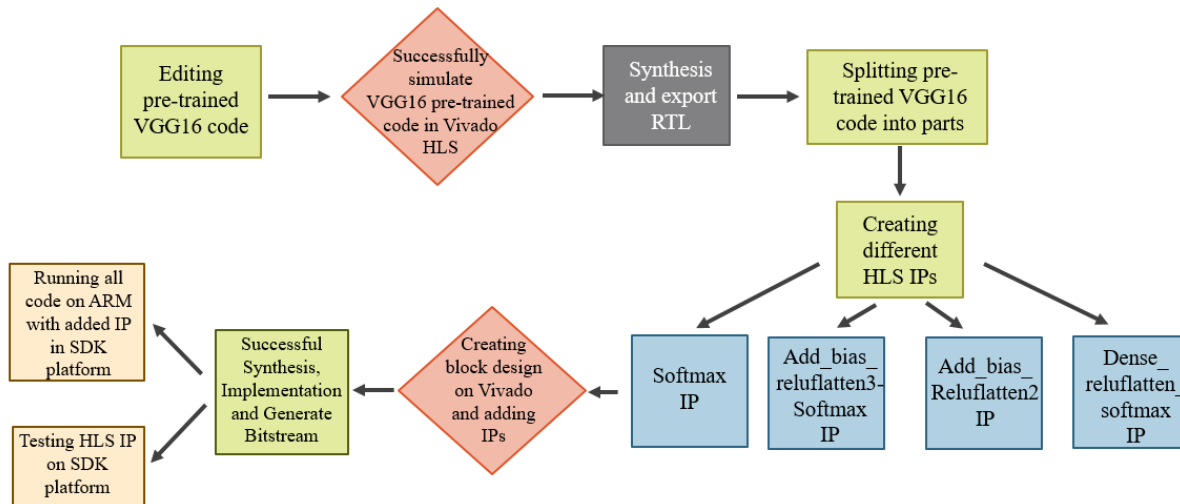 Editing
pre-trained
VGG16 code
Successfully
simulate
VGG16 pre-trained
code in Vivado
HLS
Synthesis
and export
RTL
Splitting pre-
trained VGG16
code into parts
Creating
different
HLS IPs
Softmax
IP
Add_bias_
reluflatten3-
Softmax
IP
Add_bias_
Reluflatten2
IP
Dense_
reluflatten_
softmax
IP
Creating
block design
on Vivado
and adding
IPs
Successful
Synthesis,
Implementation
and Generate
Bitstream
Running all
code on ARM
with added IP
in SDK
platform
Testing HLS IP
on SDK
platform